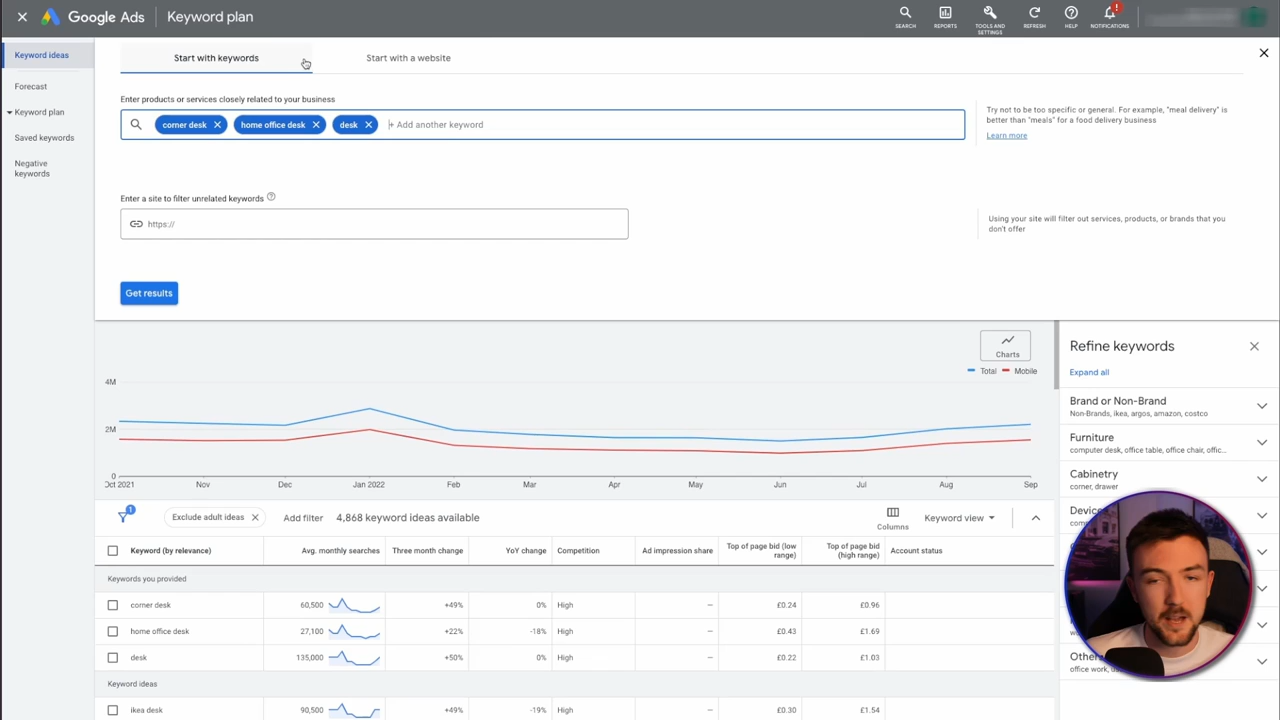 Google Ads
Keyword plan
SEARCH
REPORTS
TOOLS AND
SETTINGS
REFRESH
HELP
!
NOTIFICATIONS
Keyword ideas
Forecast
Keyword plan
Saved keywords
Negative
keywords
Start with keywords
Start with a website
Enter products or services closely related to your business
corner desk
home office desk
desk
+ Add another keyword
Try not to be too specific or general. For example, "meal delivery" is
better than "meals" for a food delivery business
Learn more
Enter a site to filter unrelated keywords
https://
Using your site will filter out services, products, or brands that you
don't offer
Get results
Charts
Total
Mobile
4M
2M
0
Oct 2021 Nov Dec Jan 2022 Feb Mar Apr May Jun Jul Aug Sep
Refine keywords
Expand all
Brand or Non-Brand
Non-Brands, ikea, argos, amazon, costco
Furniture
computer desk, office table, office chair, offic...
Cabinetry
corner, drawer
1
Exclude adult ideas
Add filter
4,868 keyword ideas available
Columns
Keyword view
Keyword (by relevance) Avg. monthly searches Three month change YoY change Competition Ad impression share Top of page bid (low range) Top of page bid (high range) Account status
Keywords you provided
corner desk 60,500 +49% 0% High – £0.24 £0.96
home office desk 27,100 +22% -18% High – £0.43 £1.69
desk 135,000 +50% 0% High – £0.22 £1.03
Keyword ideas
ikea desk 90,500 +49% -19% High – £0.30 £1.54